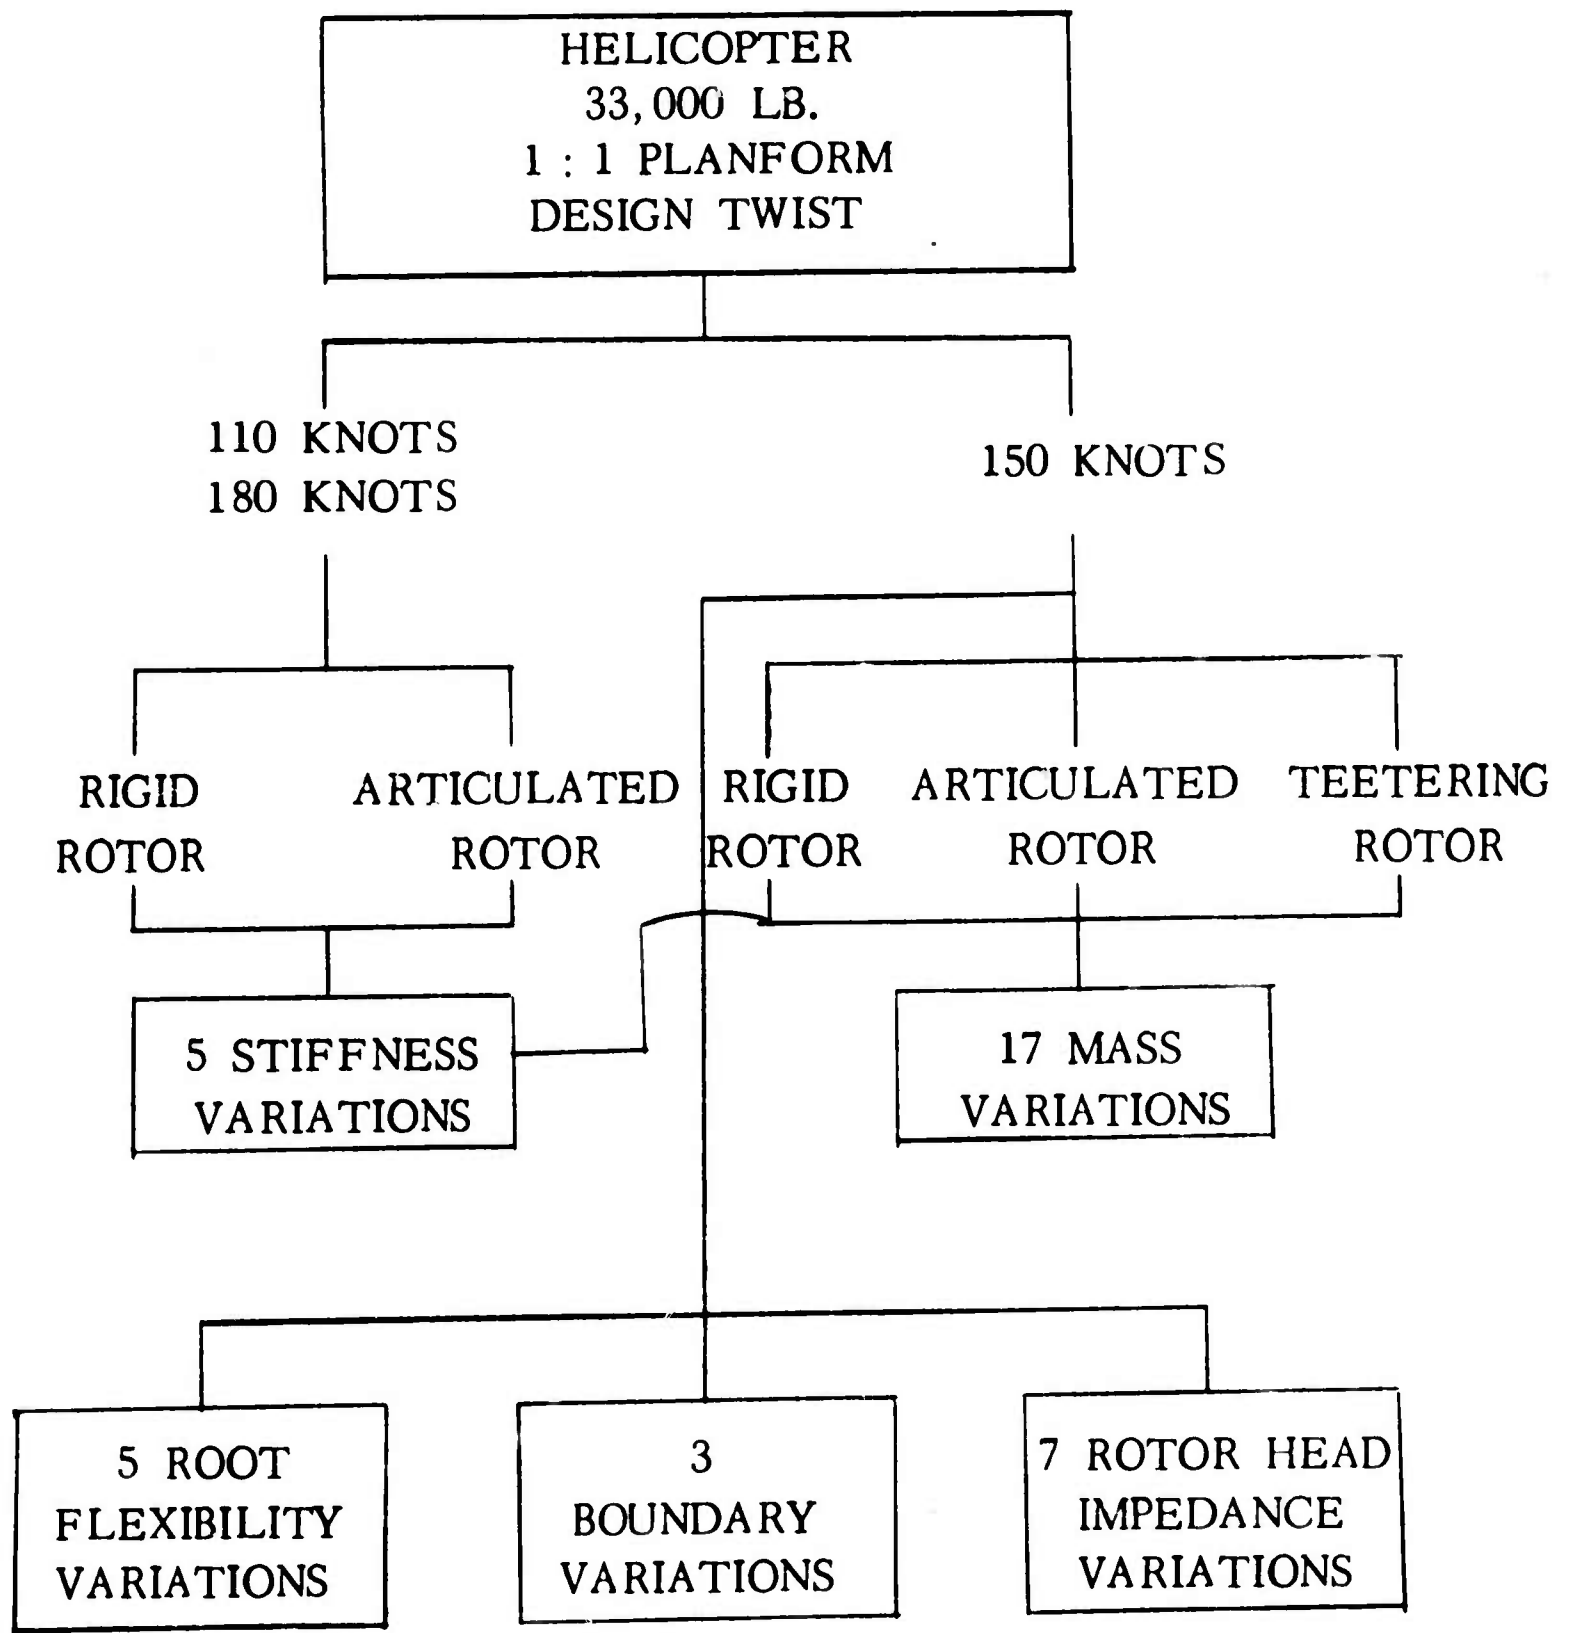 HELICOPTER
33,000 LB.
1 : 1 PLANFORM
DESIGN TWIST
110 KNOTS
180 KNOTS
150 KNOTS
RIGID
ROTOR
ARTICULATED
ROTOR
RIGID
ROTOR
ARTICULATED
ROTOR
TEETERING
ROTOR
5 STIFFNESS
VARIATIONS
17 MASS
VARIATIONS
5 ROOT
FLEXIBILITY
VARIATIONS
3
BOUNDARY
VARIATIONS
7 ROTOR HEAD
IMPEDANCE
VARIATIONS